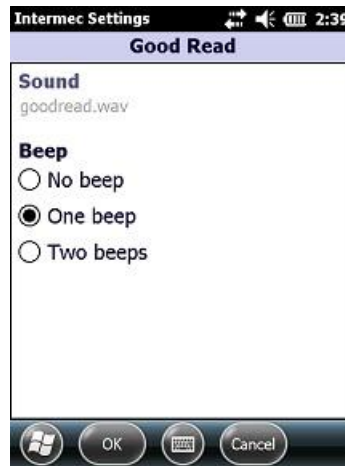 Intermec Settings 2:39
Good Read
Sound
goodread.wav
Beep
No beep
One beep
Two beeps
OK Cancel